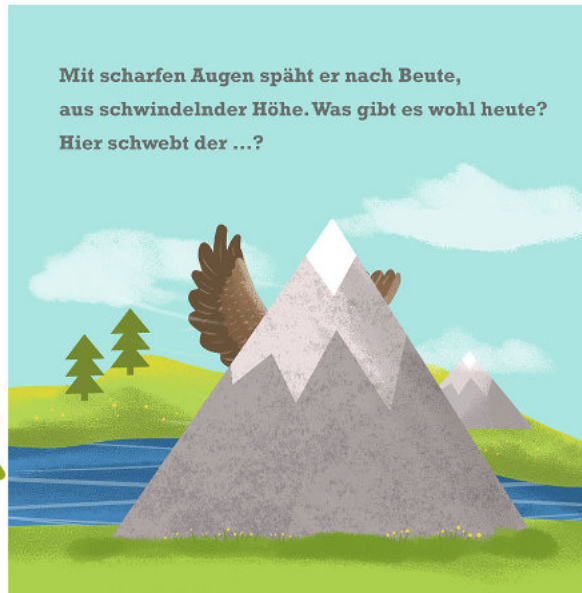 Mit scharfen Augen späht er nach Beute,
aus schwindelnder Höhe. Was gibt es wohl heute?
Hier schwebt der ...?